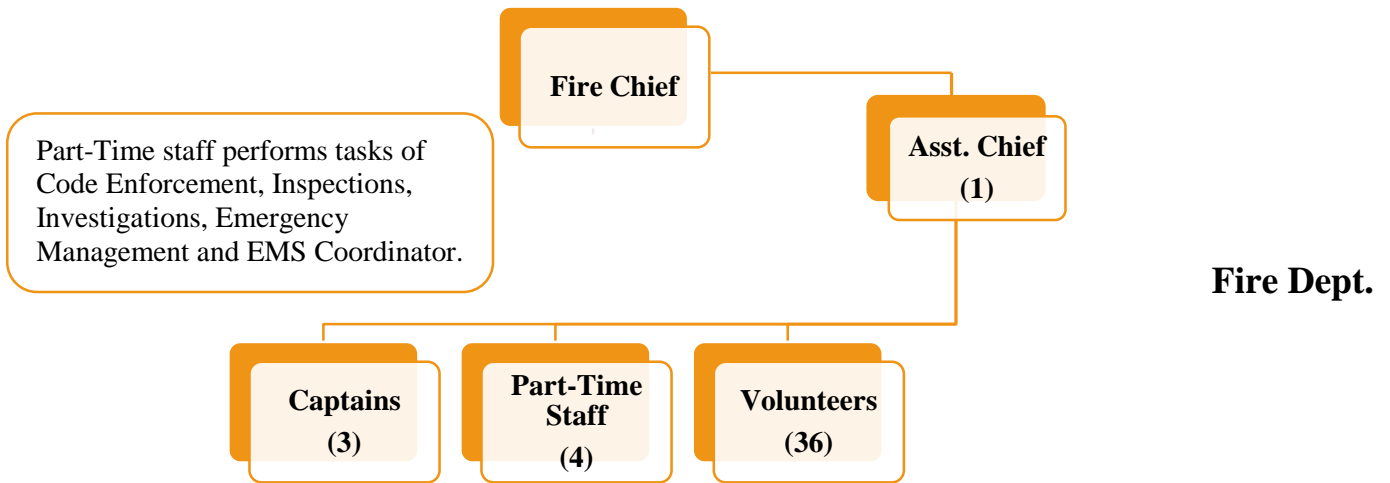 Fire Chief
Asst. Chief
(1)
Part-Time staff performs tasks of
Code Enforcement, Inspections,
Investigations, Emergency
Management and EMS Coordinator.
Fire Dept.
Captains
(3)
Part-Time
Staff
(4)
Volunteers
(36)